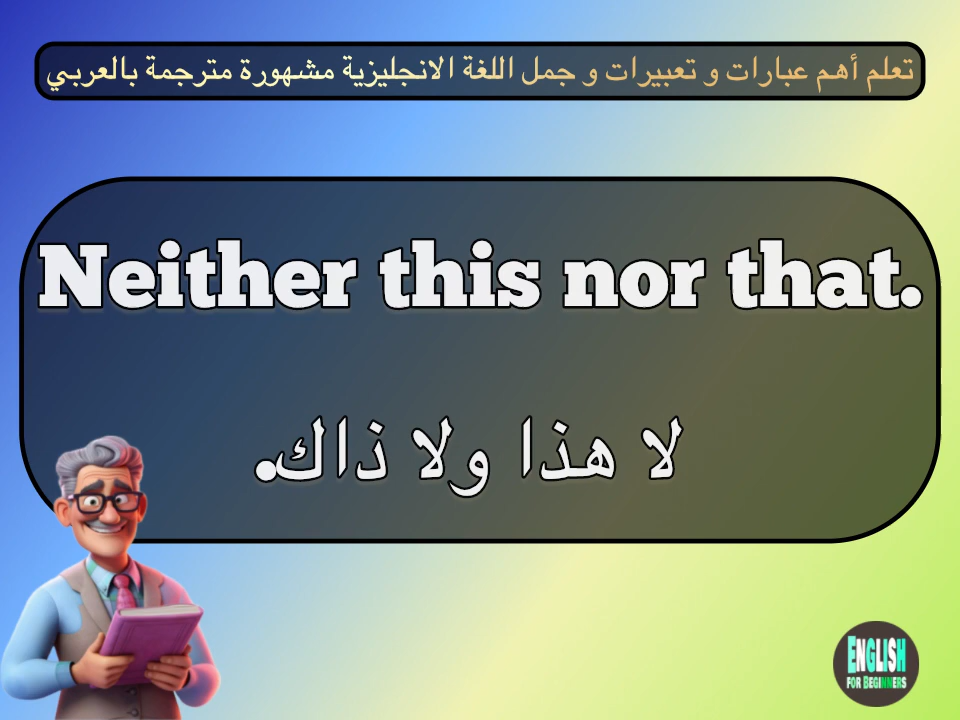 تعلم أهم عبارات و تعبيرات و جمل اللغة الانجليزية مشهورة مترجمة بالعربي
Neither this nor that.
لا هذا ولا ذاك.
ENGLISH
FOR BEGINNERS